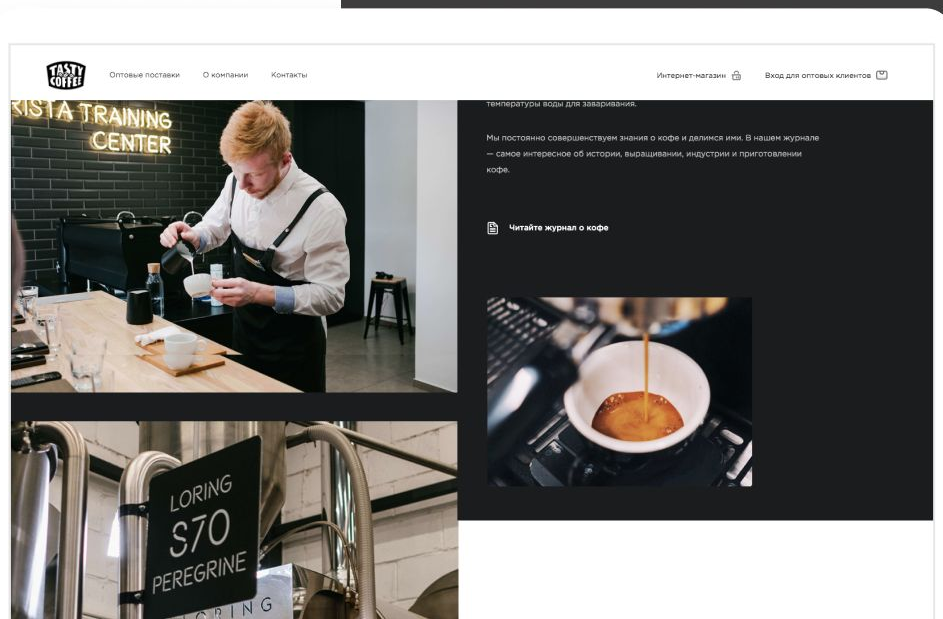 TASTY
COFFEE
Оптовые поставки
О компании
Контакты
Интернет-магазин
Вход для оптовых клиентов
RISTA TRAINING
CENTER
температуры воды для заваривания.
Мы постоянно совершенствуем знания о кофе и делимся ими. В нашем журнале
— самое интересное об истории, выращивании, индустрии и приготовлении
кофе.
Читайте журнал о кофе
LORING
S70
PEREGRINE
LORING